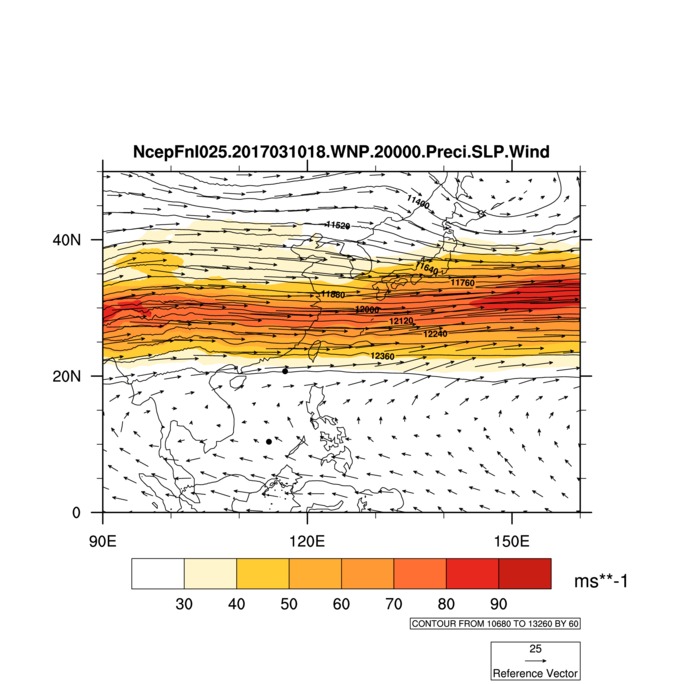 NcepFnl025.2017031018.WNP.20000.Preci.SLP.Wind
11400
11520
40N
11640
11760
11880
12000
12120
12240
12360
20N
0
90E 120E 150E
ms**-1
30 40 50 60 70 80 90
CONTOUR FROM 10680 TO 13260 BY 60
25
Reference Vector